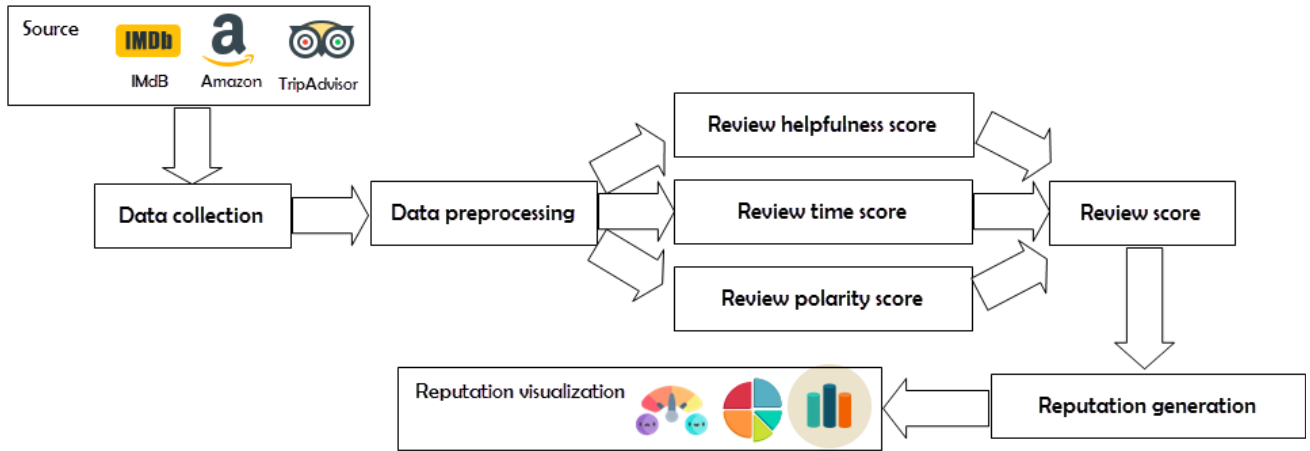 Source
IMDb
a
IMdB
Amazon
TripAdvisor
Data collection
Data preprocessing
Review helpfulness score
Review time score
Review polarity score
Review score
Reputation generation
Reputation visualization